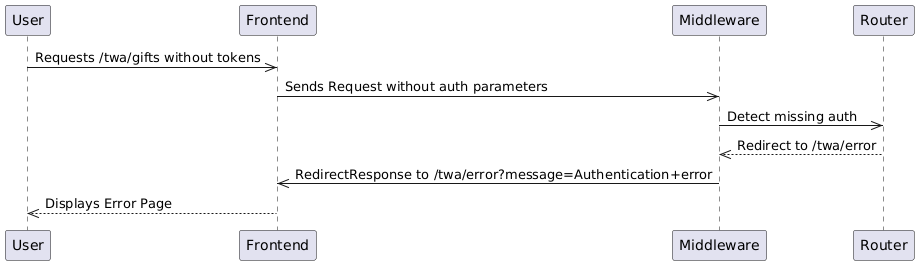 User
Frontend
Middleware
Router
Requests /twa/gifts without tokens
Sends Request without auth parameters
Detect missing auth
Redirect to /twa/error
RedirectResponse to /twa/error?message=Authentication+error
Displays Error Page
User
Frontend
Middleware
Router